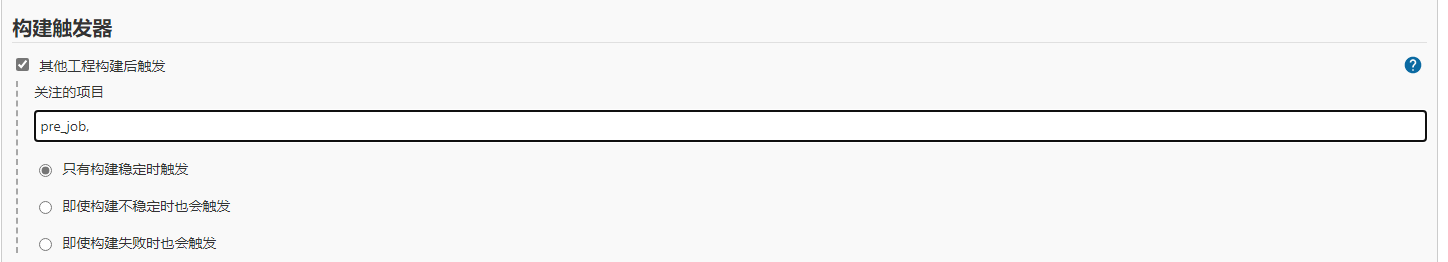 构建触发器
其他工程构建后触发
?
关注的项目
pre_job,
只有构建稳定时触发
即使构建不稳定时也会触发
即使构建失败时也会触发